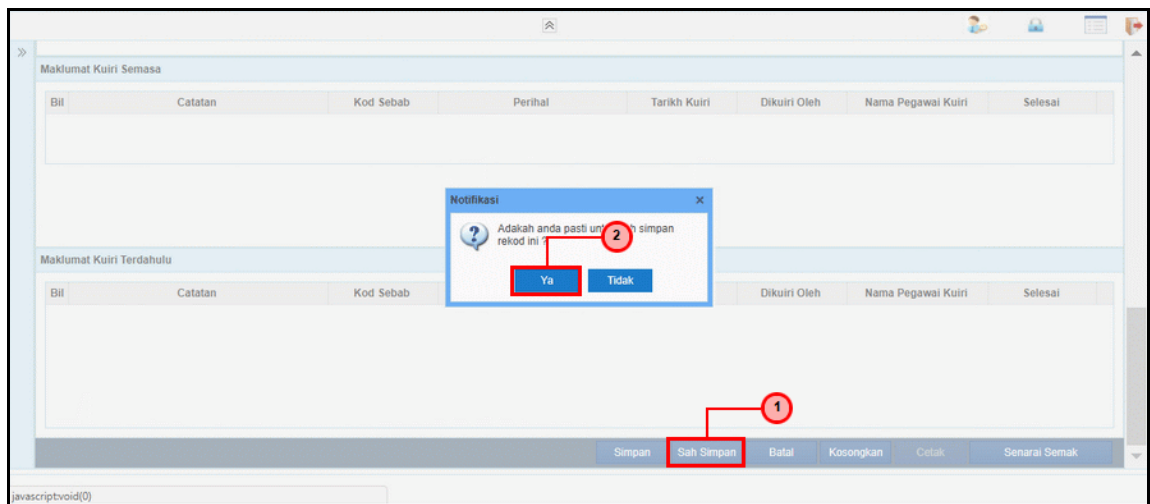 Maklumat Kuiri Semasa
Bil Catatan Kod Sebab Perihal Tarikh Kuiri Dikuiri Oleh Nama Pegawai Kuiri Selesai
Notifikasi
Adakah anda pasti simpan
rekod ini ?
2
Ya Tidak
Maklumat Kuiri Terdahulu
Bil Catatan Kod Sebab Dikuiri Oleh Nama Pegawai Kuiri Selesai
1
Simpan Sah Simpan Batal Kosongkan Cetak Senarai Semak
javascript:void(0)